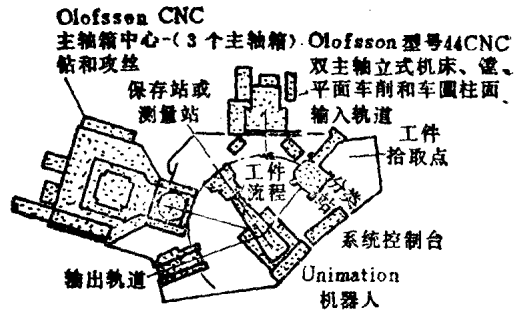 Olofsson CNC
主轴箱中心-(3个主轴箱)
钻和攻丝
Olofsson型号44CNC
双主轴立式机床、镗、
平面车削和车圆柱面
输入轨道
保存站或
测量站
工件
拾取点
工件
流程
分类
站
系统控制台
输出轨道
Unimation
机器人